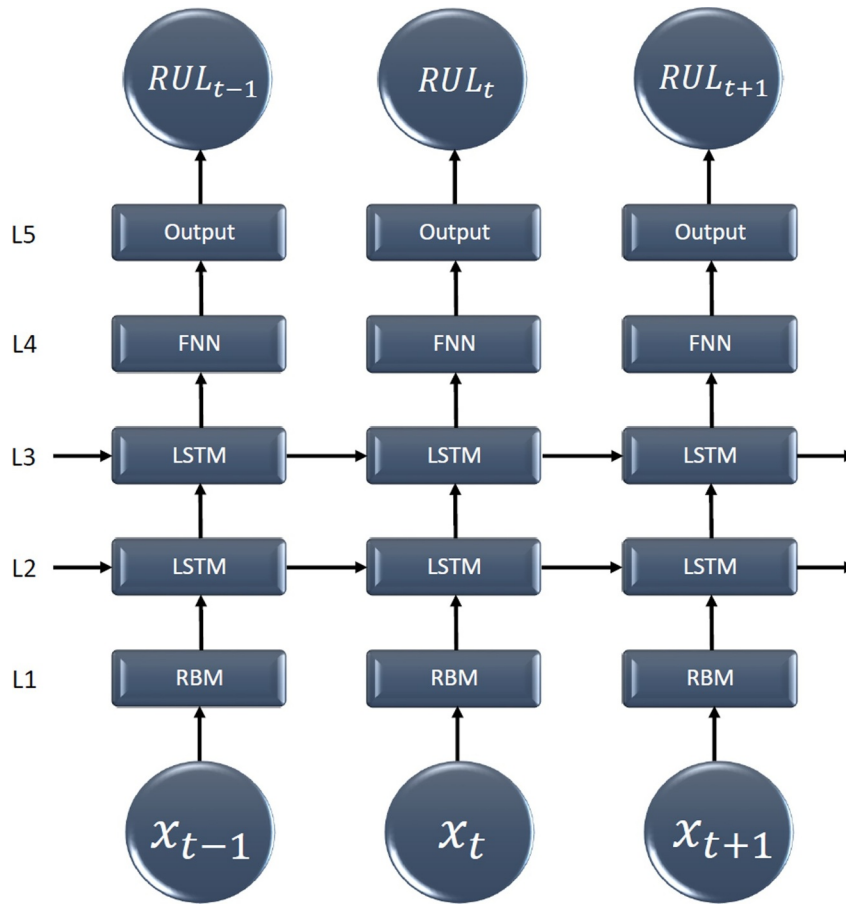 RUL_{t-1} RUL_t RUL_{t+1}
L5 Output Output Output
L4 FNN FNN FNN
L3 LSTM LSTM LSTM
L2 LSTM LSTM LSTM
L1 RBM RBM RBM
x_{t-1} x_t x_{t+1}